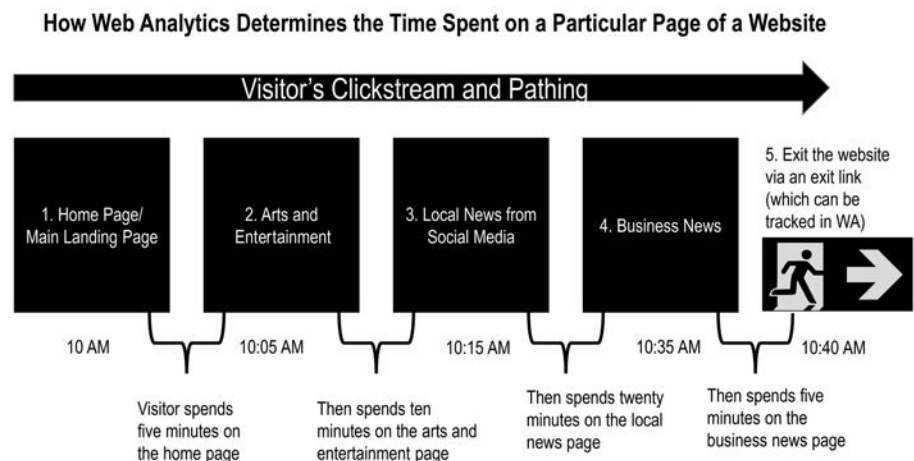 How Web Analytics Determines the Time Spent on a Particular Page of a Website
Visitor's Clickstream and Pathing
1. Home Page/
Main Landing Page
2. Arts and
Entertainment
3. Local News from
Social Media
4. Business News
5. Exit the website
via an exit link
(which can be
tracked in WA)
10 AM
10:05 AM
10:15 AM
10:35 AM
10:40 AM
Visitor spends
five minutes on
the home page
Then spends ten
minutes on the arts and
entertainment page
Then spends twenty
minutes on the local
news page
Then spends five
minutes on the
business news page